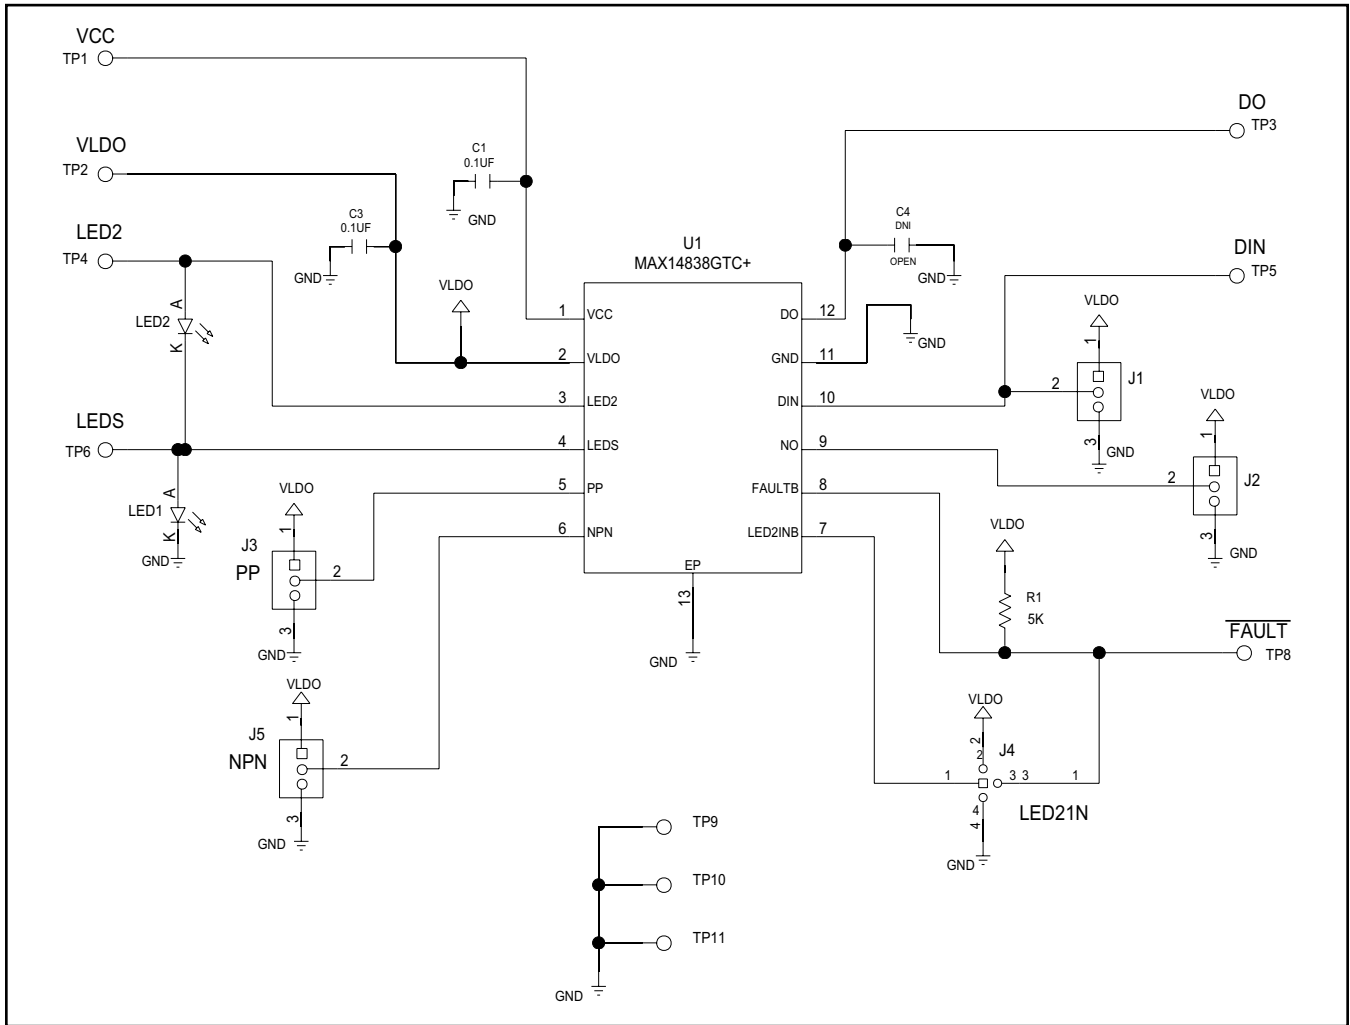 VCC
TP1
VLDO
TP2
C1
0.1UF
GND
C3
0.1UF
GND
LED2
TP4
VLDO
A
LED2
K
LEDS
TP6
A
LED1
K
GND
U1
MAX14838GTC+
1 VCC
2 VLDO
3 LED2
4 LEDS
5 PP
6 NPN
DO 12
GND 11
DIN 10
NO 9
FAULTB 8
LED2INB 7
EP
13
GND
DO
TP3
C4
DNI
OPEN
GND
GND
DIN
TP5
VLDO
1
2
J1
3
GND
VLDO
1
2
J2
3
GND
VLDO
1
J3
PP
2
3
GND
VLDO
1
J5
NPN
2
3
GND
VLDO
R1
5K
FAULT
TP8
VLDO
2
2
J4
1
3 3
1
4
4
LED21N
GND
TP9
TP10
TP11
GND